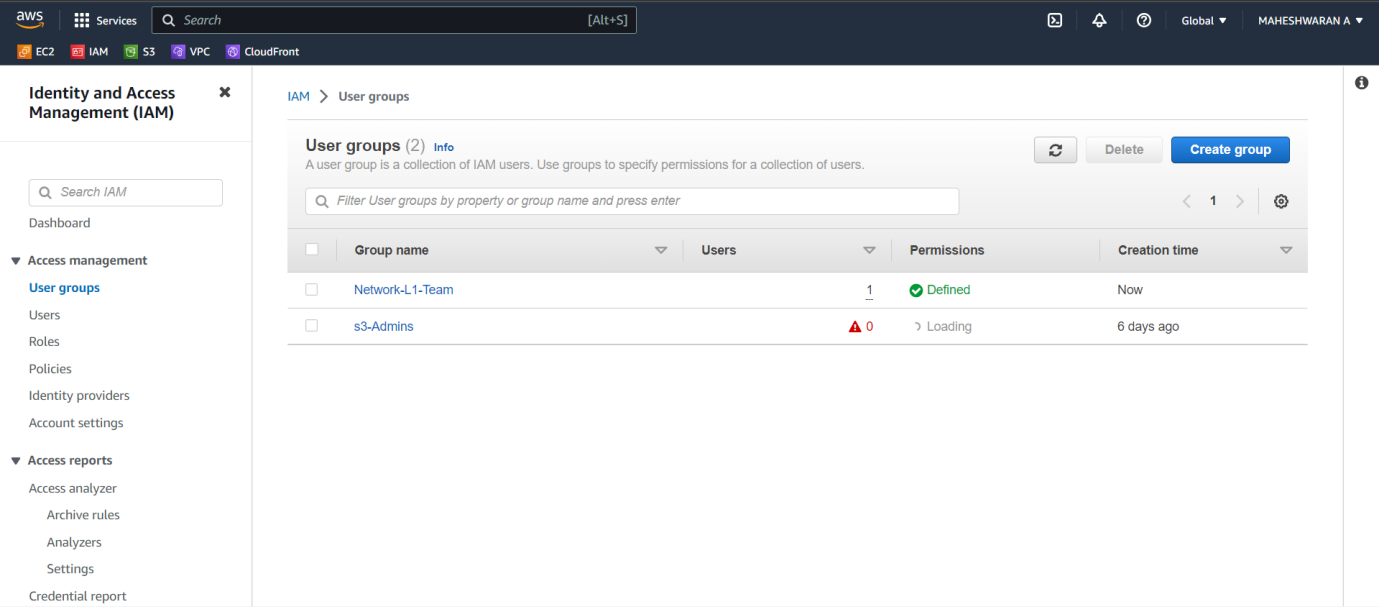 aws Services Search [Alt+S] Global MAHESHWARAN A
EC2 IAM S3 VPC CloudFront
Identity and Access
Management (IAM)
Search IAM
Dashboard
Access management
User groups
Users
Roles
Policies
Identity providers
Account settings
Access reports
Access analyzer
Archive rules
Analyzers
Settings
Credential report
IAM > User groups
User groups (2) Info
A user group is a collection of IAM users. Use groups to specify permissions for a collection of users.
Delete Create group
Filter User groups by property or group name and press enter
< 1 >
Group name Users Permissions Creation time
Network-L1-Team 1 Defined Now
s3-Admins 0 Loading 6 days ago